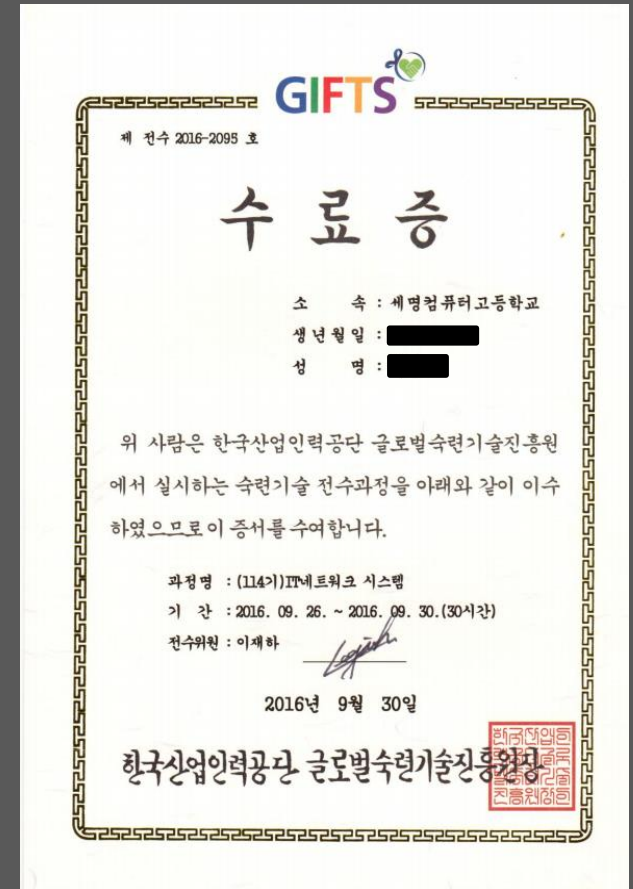 GIFTS
제 전수 2016-2095 호
수 료 증
소 속 : 세명컴퓨터고등학교
생년월일 :
성 명 :
위 사람은 한국산업인력공단 글로벌숙련기술진흥원
에서 실시하는 숙련기술 전수과정을 아래와 같이 이수
하였으므로 이 증서를 수여합니다.
과정명 : (114기)IT네트워크 시스템
기 간 : 2016. 09. 26. ~ 2016. 09. 30.(30시간)
전수위원 : 이재하
2016년 9월 30일
한국산업인력공단 글로벌숙련기술진흥원장